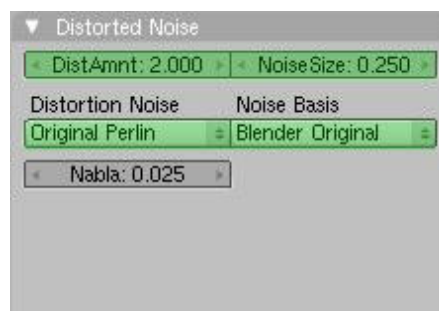 Distorted Noise
DistAmnt: 2.000 NoiseSize: 0.250
Distortion Noise Noise Basis
Original Perlin Blender Original
Nabla: 0.025